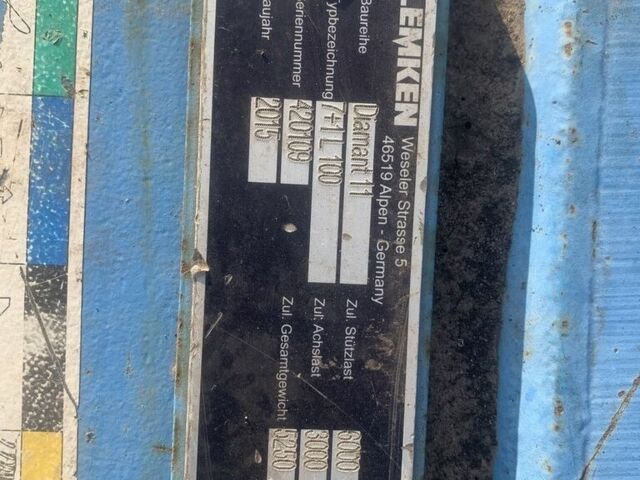 LEMKEN
Weseler Strasse 5
46519 Alpen - Germany
Baureihe Diamant 11
Typbezeichnung 7+1 L 100
Seriennummer 420109
Baujahr 2015
Zul. Stützlast 6000
Zul. Achslast 3000
Zul. Gesamtgewicht 5250